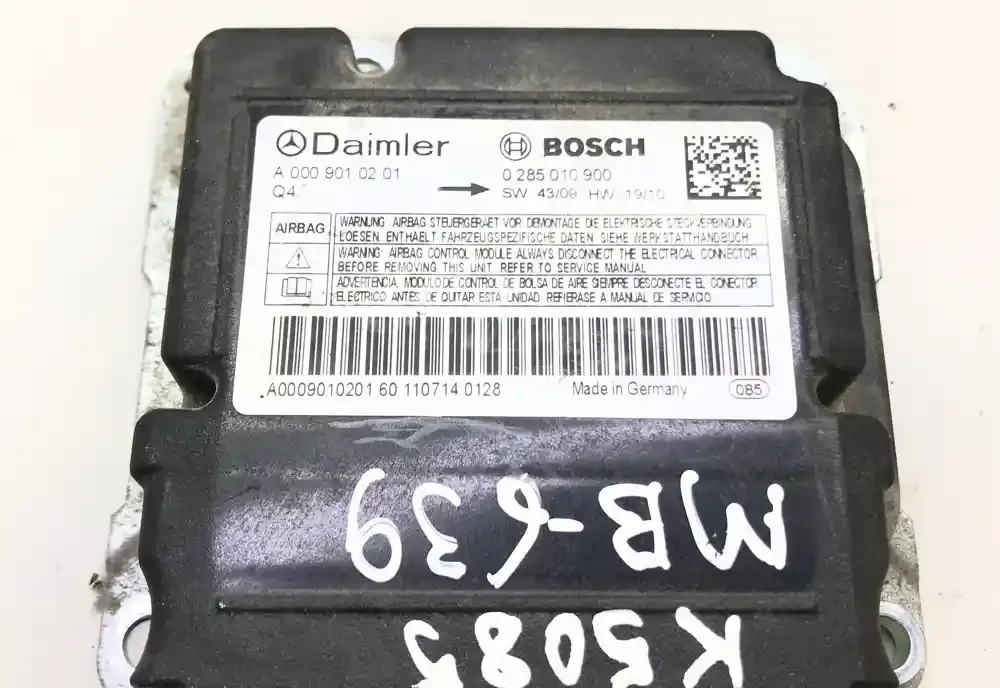 Daimler BOSCH
A 000 901 02 01 0 285 010 900
Q4 SW 43/09 HW 19/10
AIRBAG WARNUNG AIRBAG STEUERGERAET VOR DEMONTAGE DIE ELEKTRISCHE STECKVERBINDUNG
LOESEN. ENTHAELT FAHRZEUGSPEZIFISCHE DATEN. SIEHE WERKSTATTHANDBUCH
WARNING AIRBAG CONTROL MODULE ALWAYS DISCONNECT THE ELECTRICAL CONNECTOR
BEFORE REMOVING THIS UNIT. REFER TO SERVICE MANUAL
ADVERTENCIA MODULO DE CONTROL DE BOLSA DE AIRE SIEMPRE DESCONECTE EL CONECTOR
ELECTRICO ANTES DE QUITAR ESTA UNIDAD REFIERASE A MANUAL DE SERVICIO
A0009010201 60 110714 0128 Made in Germany 085
MB-639
K5085